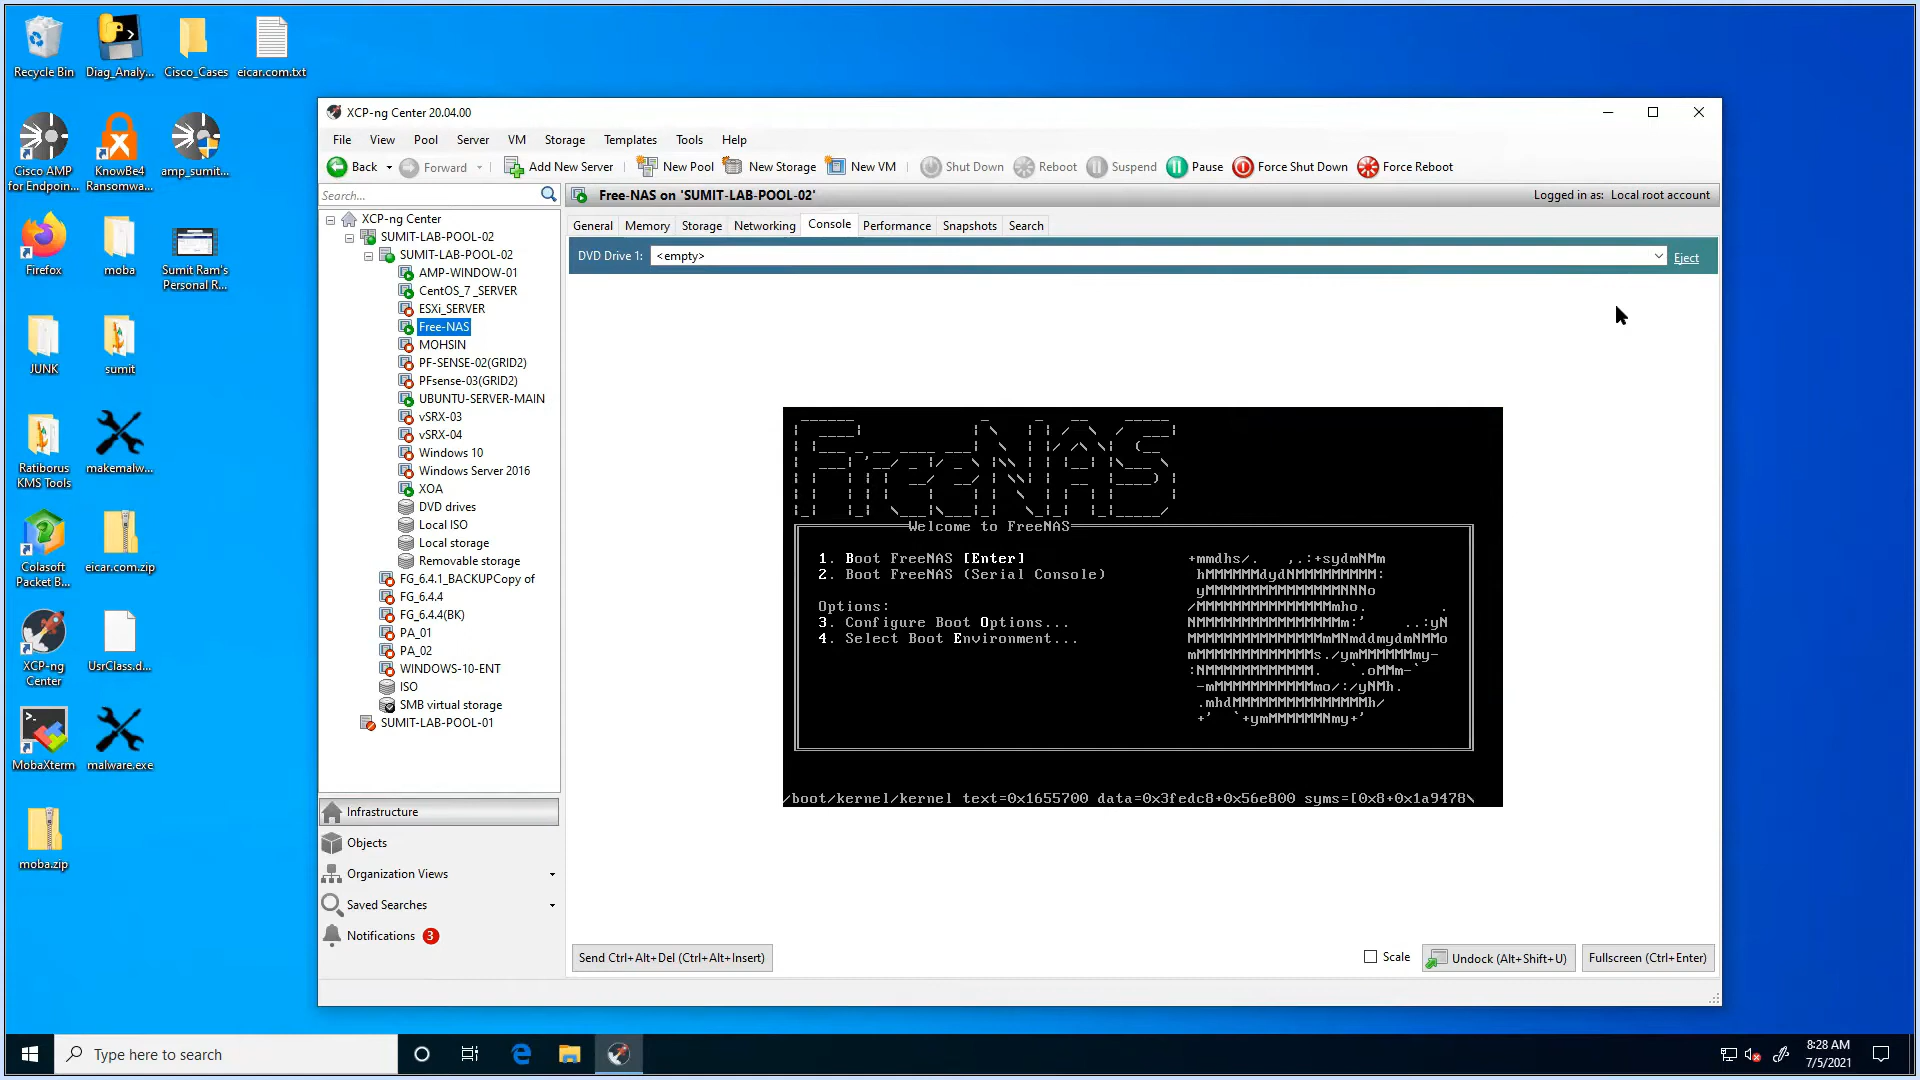 Recycle Bin
Diag_Analy...
Cisco_Cases
eicar.com.txt
Cisco AMP
for Endpoin...
KnowBe4
Ransomwa...
amp_sumit...
Firefox
moba
Sumit Ram's
Personal R...
JUNK
sumit
Ratiborus
KMS Tools
makemalw...
Colasoft
Packet B...
eicar.com.zip
XCP-ng
Center
UsrClass.d...
MobaXterm
malware.exe
moba.zip
XCP-ng Center 20.04.00
File View Pool Server VM Storage Templates Tools Help
Back Forward Add New Server New Pool New Storage New VM Shut Down Reboot Suspend Pause Force Shut Down Force Reboot
Search...
Free-NAS on 'SUMIT-LAB-POOL-02'
Logged in as: Local root account
XCP-ng Center
SUMIT-LAB-POOL-02
SUMIT-LAB-POOL-02
AMP-WINDOW-01
CentOS_7 _SERVER
ESXi_SERVER
Free-NAS
MOHSIN
PF-SENSE-02(GRID2)
PFsense-03(GRID2)
UBUNTU-SERVER-MAIN
vSRX-03
vSRX-04
Windows 10
Windows Server 2016
XOA
DVD drives
Local ISO
Local storage
Removable storage
FG_6.4.1_BACKUPCopy of
FG_6.4.4
FG_6.4.4(BK)
PA_01
PA_02
WINDOWS-10-ENT
ISO
SMB virtual storage
SUMIT-LAB-POOL-01
Infrastructure
Objects
Organization Views
Saved Searches
Notifications 3
General Memory Storage Networking Console Performance Snapshots Search
DVD Drive 1: <empty> Eject
FreeNAS
Welcome to FreeNAS
1. Boot FreeNAS [Enter]
2. Boot FreeNAS (Serial Console)
Options:
3. Configure Boot Options...
4. Select Boot Environment...
/boot/kernel/kernel text=0x1655700 data=0x3fedc8+0x56e800 syms=[0x8+0x1a9478\
Send Ctrl+Alt+Del (Ctrl+Alt+Insert)
Scale
Undock (Alt+Shift+U)
Fullscreen (Ctrl+Enter)
Type here to search
8:28 AM
7/5/2021